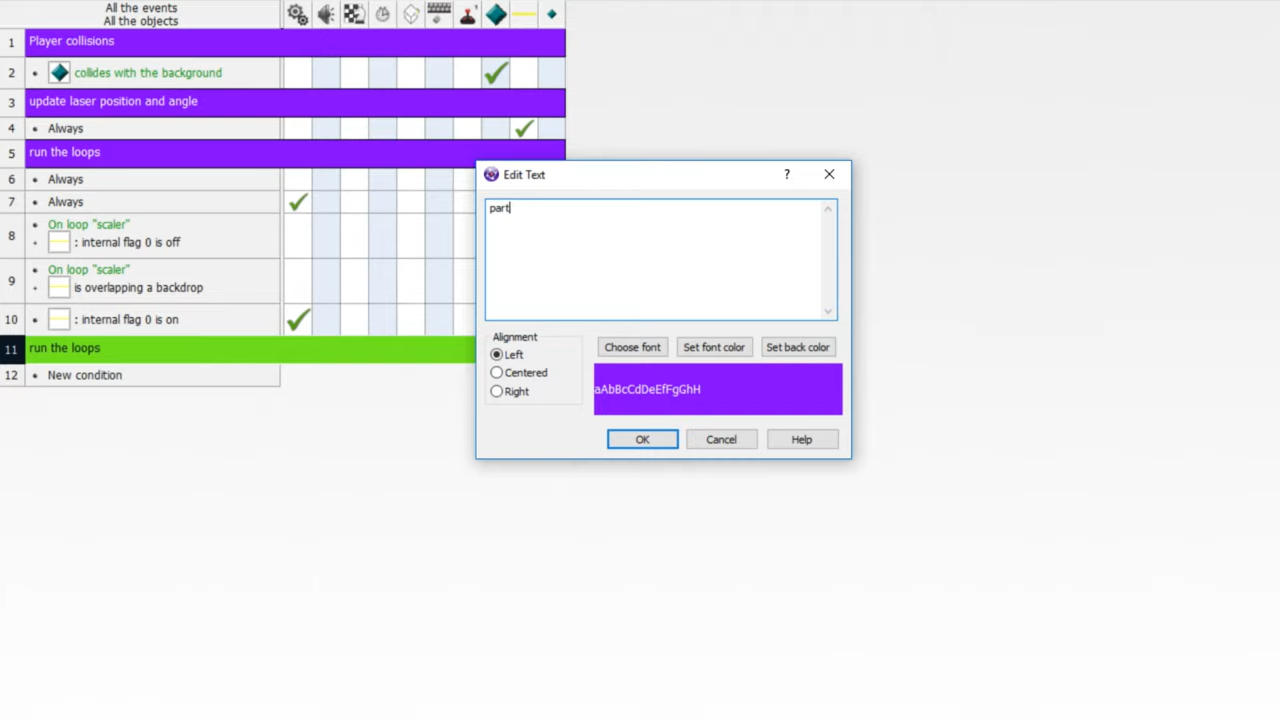 All the events
All the objects
1 Player collisions
2 • collides with the background
3 update laser position and angle
4 • Always
5 run the loops
6 • Always
7 • Always
8 • On loop "scaler"
• : internal flag 0 is off
9 • On loop "scaler"
• is overlapping a backdrop
10 • : internal flag 0 is on
11 run the loops
12 • New condition
Edit Text
?
part
Alignment
Left
Centered
Right
Choose font
Set font color
Set back color
aAbBcCdDeEfFgGhH
OK
Cancel
Help